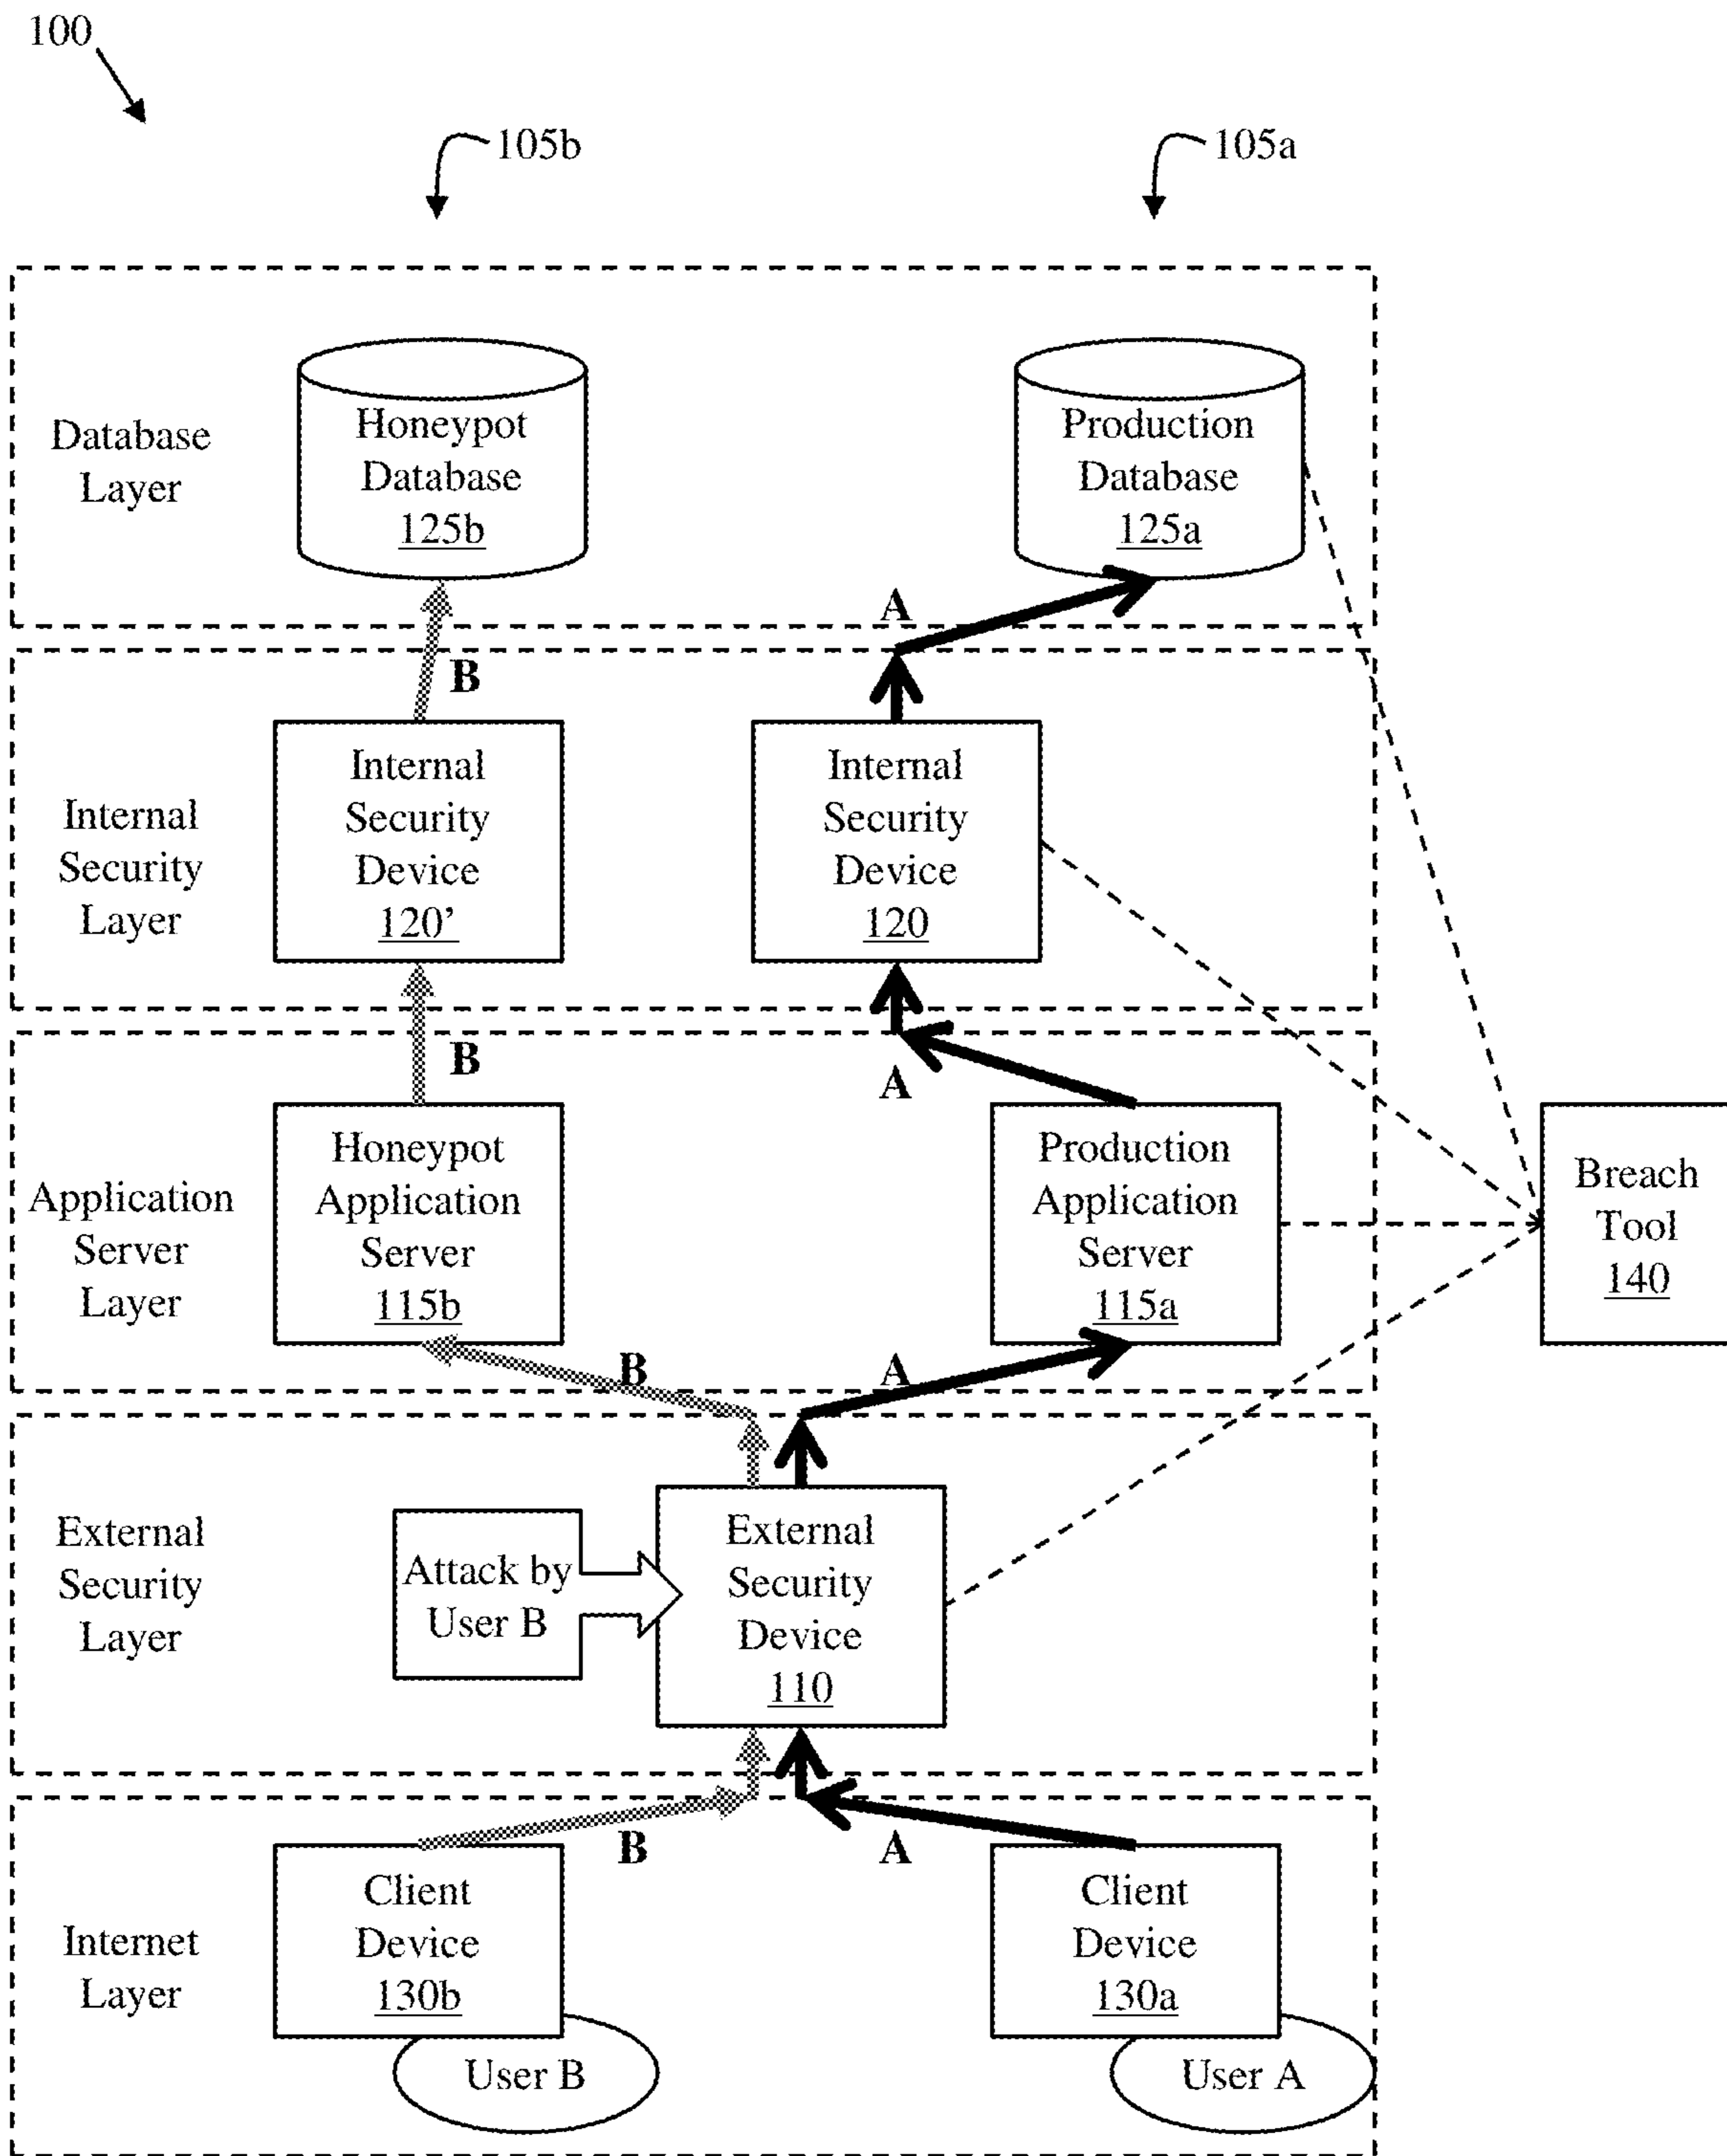 100
105b
105a
Database
Layer
Honeypot
Database
125b
Production
Database
125a
A
B
Internal
Security
Layer
Internal
Security
Device
120’
Internal
Security
Device
120
B
A
Application
Server
Layer
Honeypot
Application
Server
115b
Production
Application
Server
115a
Breach
Tool
140
B
A
External
Security
Layer
Attack by
User B
External
Security
Device
110
B
A
Internet
Layer
Client
Device
130b
User B
Client
Device
130a
User A